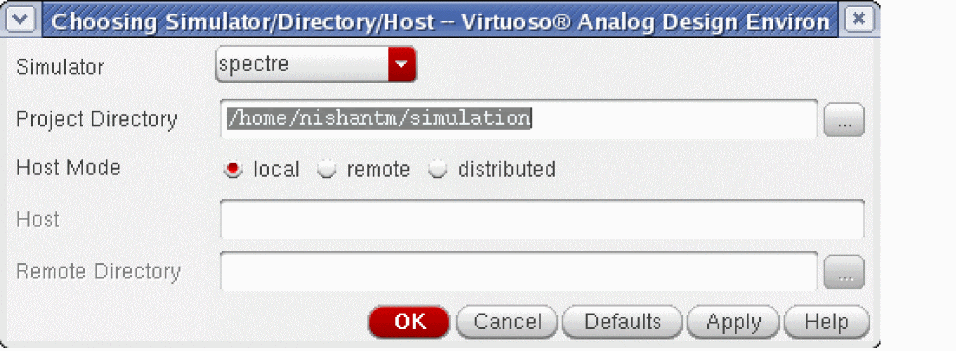 Choosing Simulator/Directory/Host -- Virtuoso® Analog Design Environ
Simulator spectre
Project Directory /home/nishantm/simulation ...
Host Mode local remote distributed
Host
Remote Directory ...
OK Cancel Defaults Apply Help